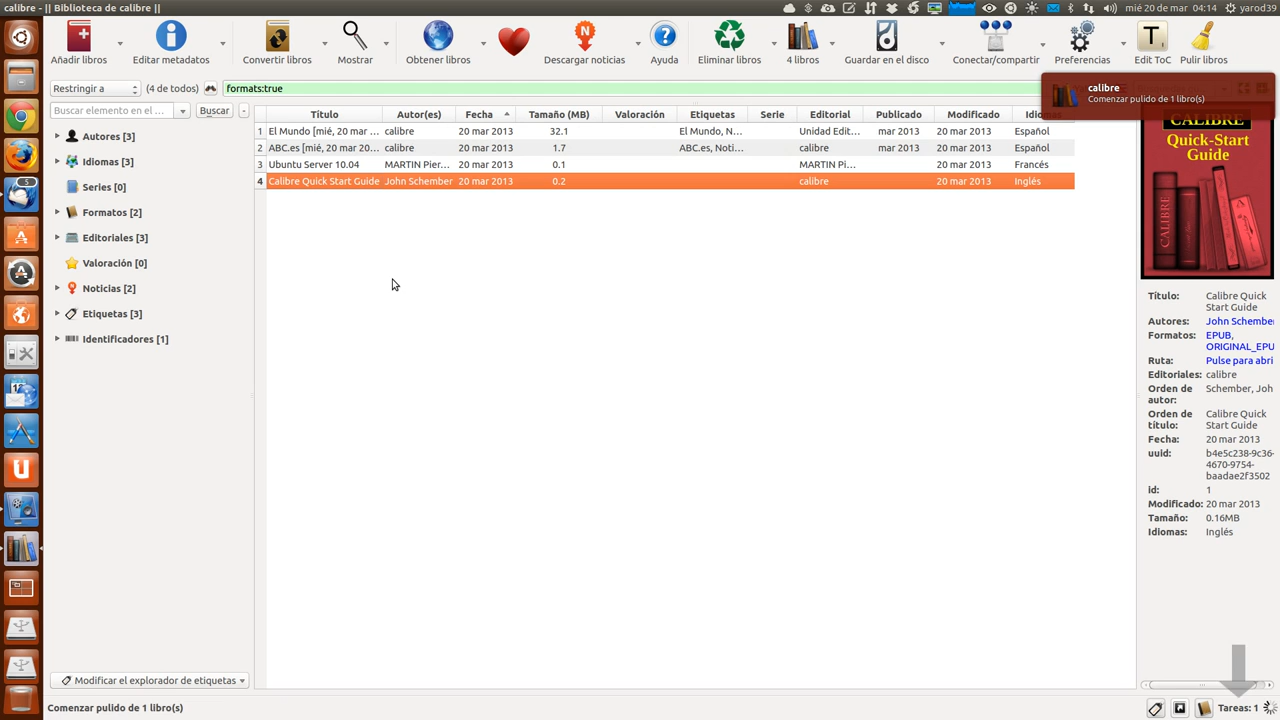 calibre - || Biblioteca de calibre ||
mié 20 de mar 04:14
yarod39
Añadir libros
Editar metadatos
Convertir libros
Mostrar
Obtener libros
Descargar noticias
Ayuda
Eliminar libros
4 libros
Guardar en el disco
Conectar/compartir
Preferencias
Edit ToC
Pulir libros
Restringir a
(4 de todos)
formats:true
calibre
Comenzar pulido de 1 libro(s)
Buscar elemento en el ...
Buscar
-
Autores [3]
Idiomas [3]
Series [0]
Formatos [2]
Editoriales [3]
Valoración [0]
Noticias [2]
Etiquetas [3]
Identificadores [1]
Título Autor(es) Fecha Tamaño (MB) Valoración Etiquetas Serie Editorial Publicado Modificado
1 El Mundo [mié, 20 mar ... calibre 20 mar 2013 32.1 El Mundo, N... Unidad Edit... mar 2013 20 mar 2013 Español
2 ABC.es [mié, 20 mar 20... calibre 20 mar 2013 1.7 ABC.es, Noti... calibre mar 2013 20 mar 2013 Español
3 Ubuntu Server 10.04 MARTIN Pier... 20 mar 2013 0.1 MARTIN Pi... 20 mar 2013 Francés
4 Calibre Quick Start Guide John Schember 20 mar 2013 0.2 calibre 20 mar 2013 Inglés
CALIBRE
Quick-Start
Guide
CALIBRE
Título: Calibre Quick
Start Guide
Autores: John Schembe
Formatos: EPUB,
ORIGINAL_EPU
Ruta: Pulse para abri
Editoriales: calibre
Orden de
autor: Schember, Joh
Orden de
título: Calibre Quick
Start Guide
Fecha: 20 mar 2013
uuid: b4e5c238-9c36-
4670-9754-
baadae2f3502
id: 1
Modificado: 20 mar 2013
Tamaño: 0.16MB
Idiomas: Inglés
Modificar el explorador de etiquetas
Comenzar pulido de 1 libro(s)
Tareas: 1